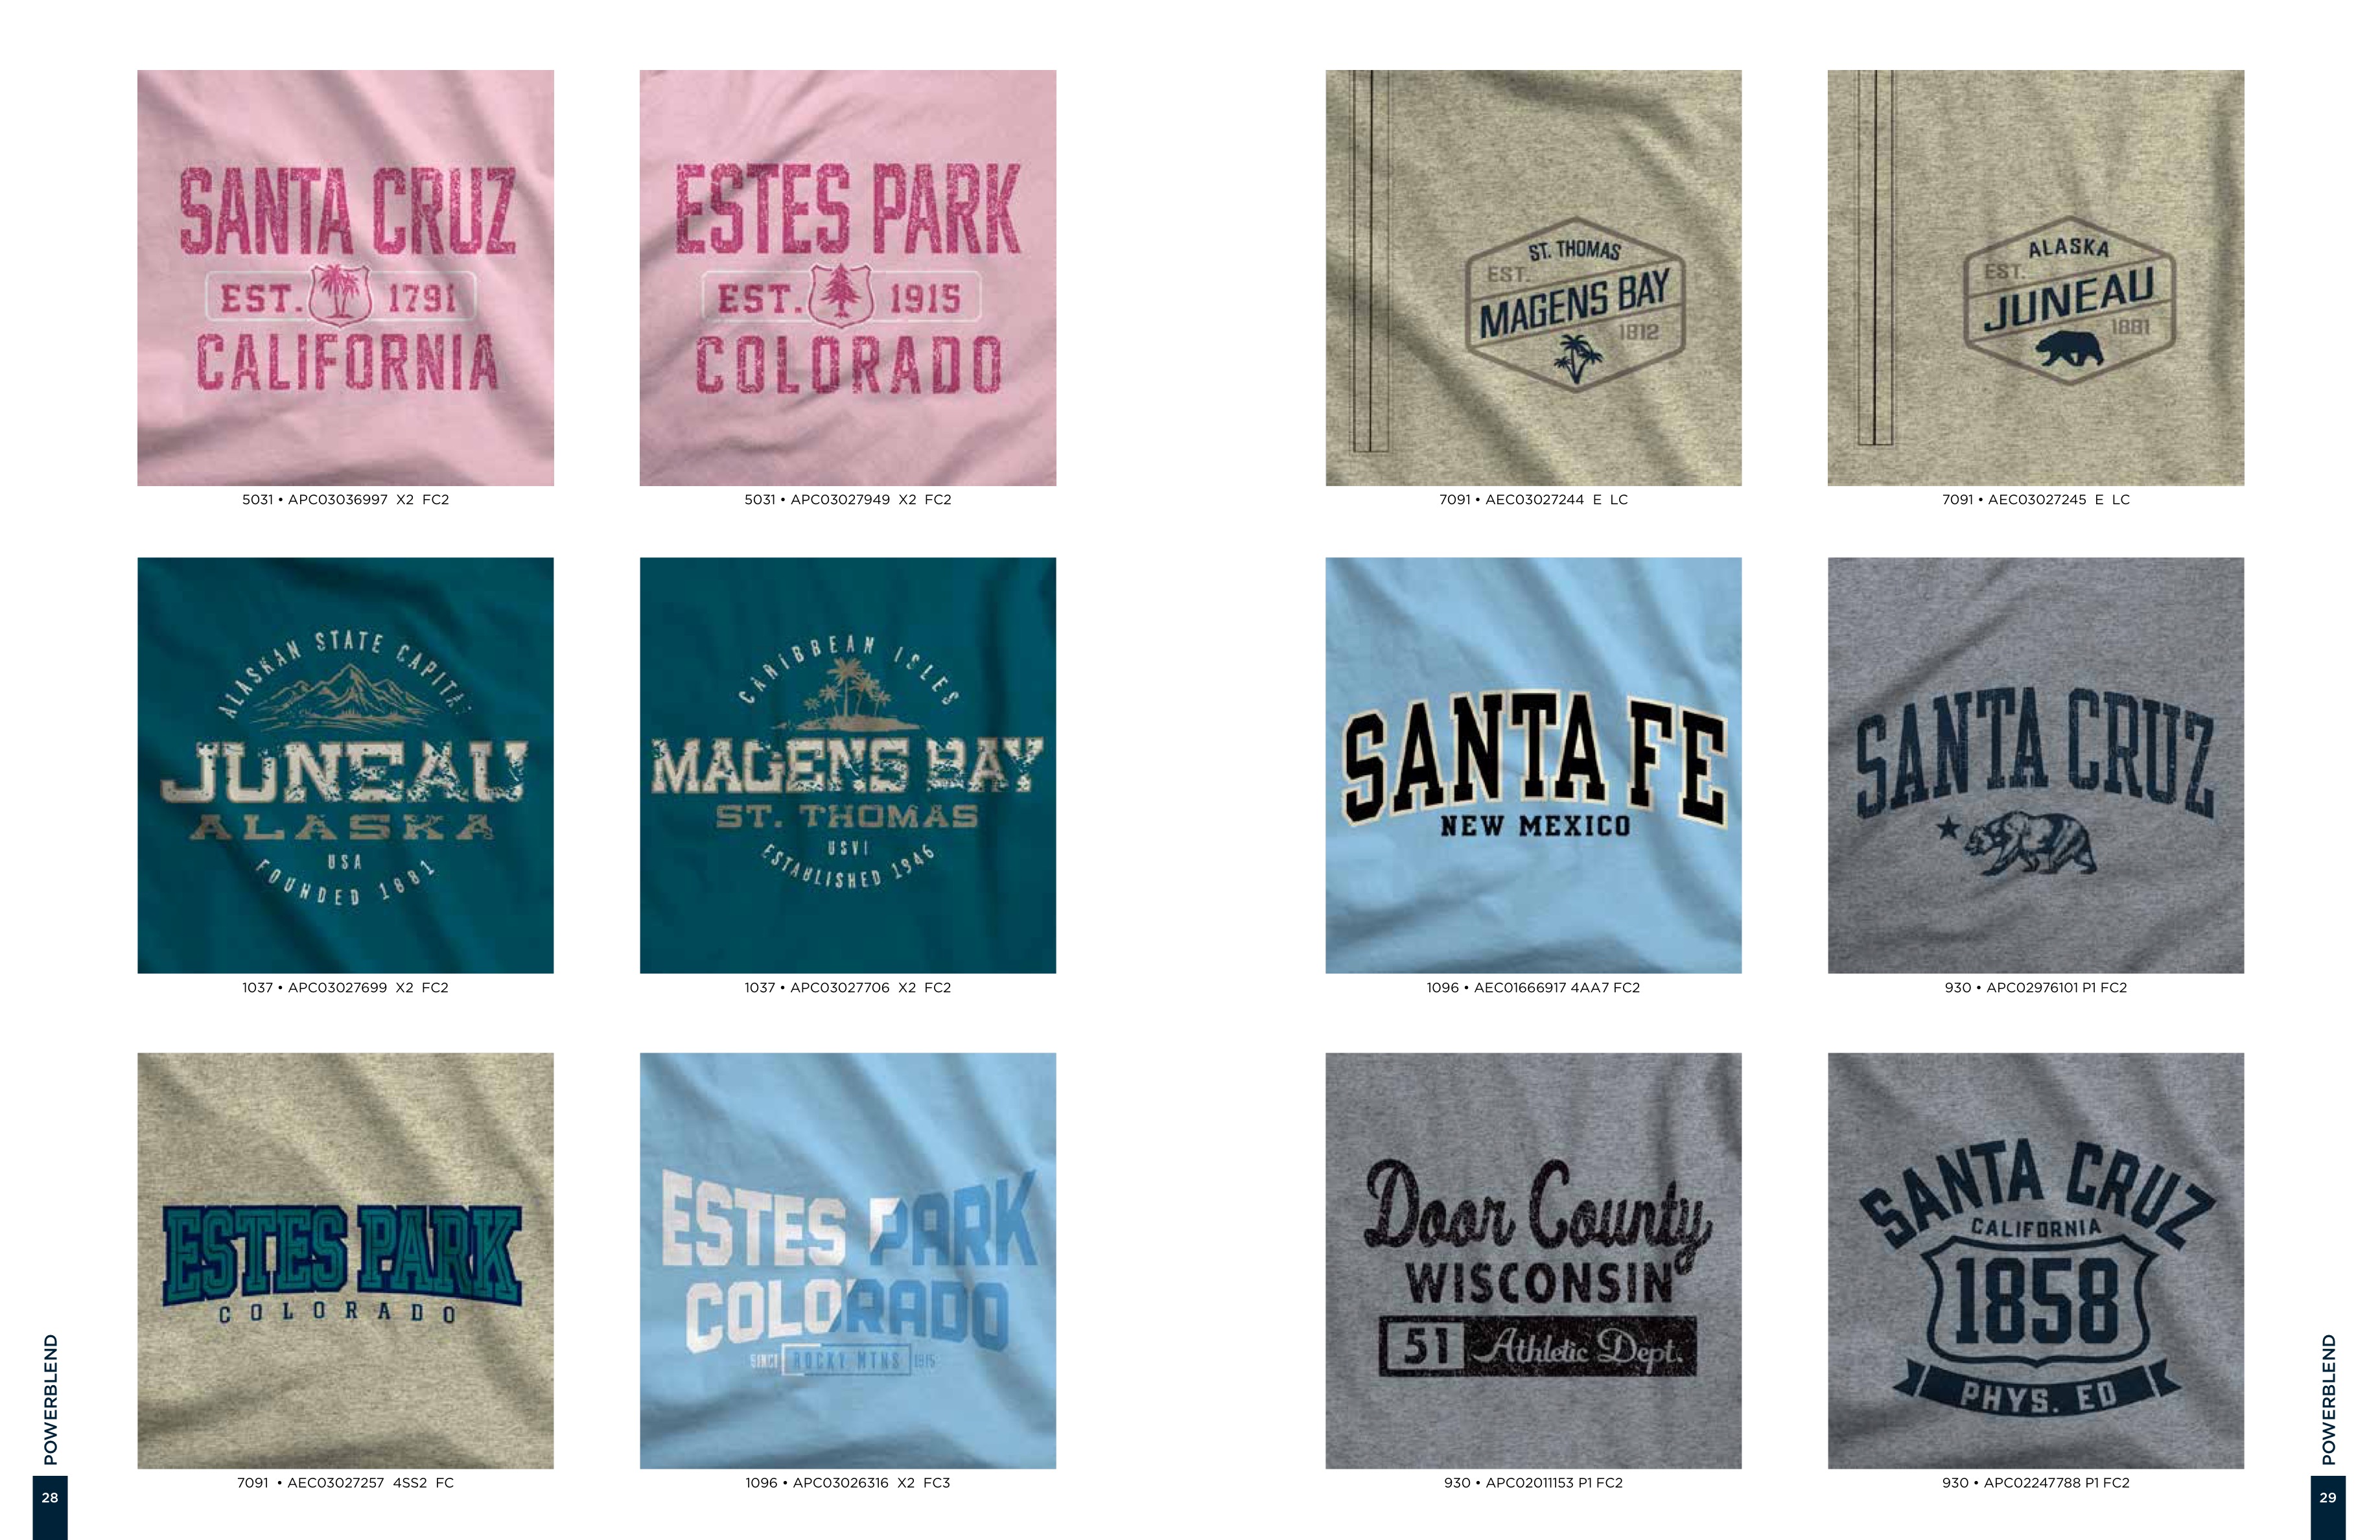 SANTA CRUZ
EST. 1791
CALIFORNIA
5031 • APC03036997 X2 FC2
ESTES PARK
EST. 1915
COLORADO
5031 • APC03027949 X2 FC2
ALASKAN STATE CAPITAL
JUNEAU
ALASKA
USA
FOUNDED 1881
1037 • APC03027699 X2 FC2
CARIBBEAN ISLES
MAGENS BAY
ST. THOMAS
USVI
ESTABLISHED 1946
1037 • APC03027706 X2 FC2
ESTES PARK
COLORADO
7091 • AEC03027257 4SS2 FC
ESTES PARK
COLORADO
SINCE ROCKY MTNS 1915
1096 • APC03026316 X2 FC3
POWERBLEND
28
ST. THOMAS
EST.
MAGENS BAY
1812
7091 • AEC03027244 E LC
ALASKA
EST.
JUNEAU
1881
7091 • AEC03027245 E LC
SANTA FE
NEW MEXICO
1096 • AEC01666917 4AA7 FC2
SANTA CRUZ
930 • APC02976101 P1 FC2
Door County
WISCONSIN
51 Athletic Dept.
930 • APC02011153 P1 FC2
SANTA CRUZ
CALIFORNIA
1858
PHYS. ED
930 • APC02247788 P1 FC2
POWERBLEND
29